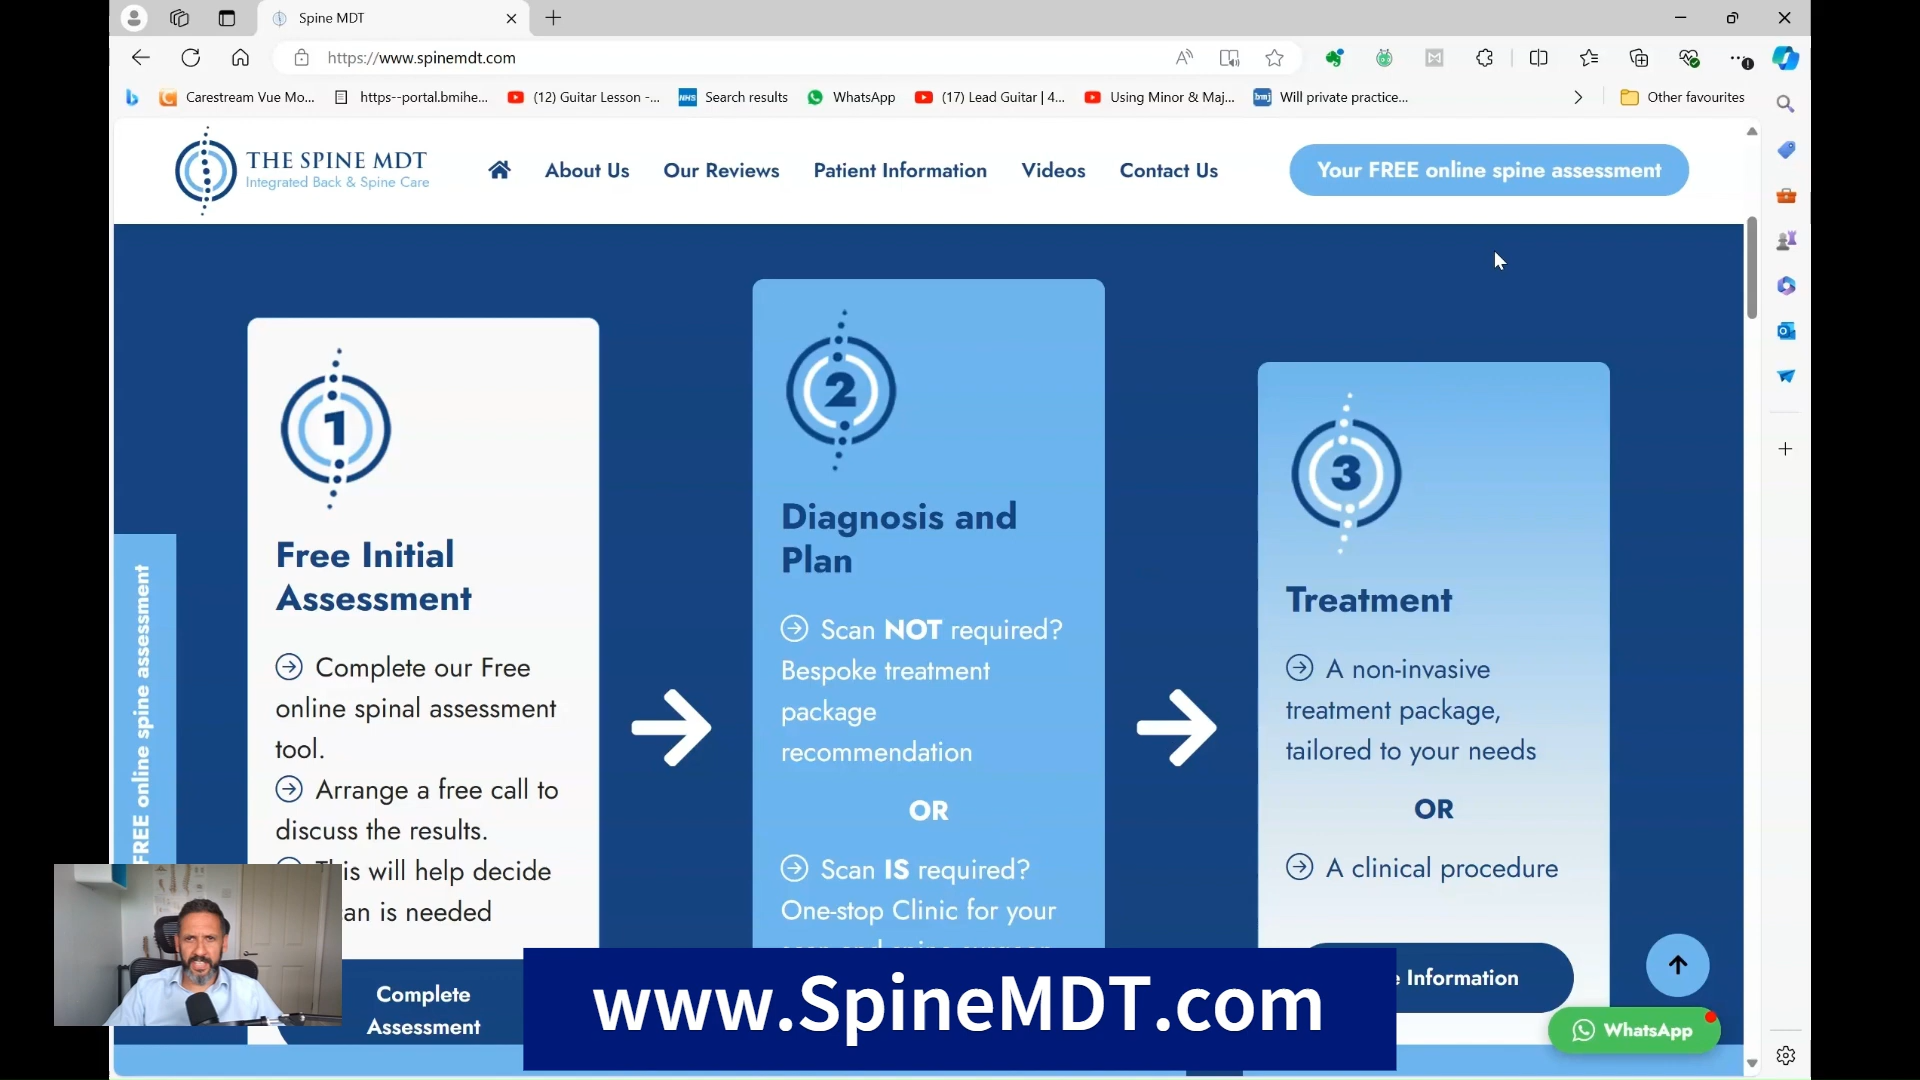 Spine MDT
https://www.spinemdt.com
Carestream Vue Mo...
https--portal.bmihe...
(12) Guitar Lesson -...
NHS
Search results
WhatsApp
(17) Lead Guitar | 4...
Using Minor & Maj...
bmj
Will private practice...
Other favourites
THE SPINE MDT
Integrated Back & Spine Care
About Us
Our Reviews
Patient Information
Videos
Contact Us
Your FREE online spine assessment
1
Free Initial
Assessment
Complete our Free
online spinal assessment
tool.
Arrange a free call to
discuss the results.
is will help decide
an is needed
Complete
Assessment
2
Diagnosis and
Plan
Scan NOT required?
Bespoke treatment
package
recommendation
OR
Scan IS required?
One-stop Clinic for your
3
Treatment
A non-invasive
treatment package,
tailored to your needs
OR
A clinical procedure
Information
FREE online spine assessment
WhatsApp
www.SpineMDT.com